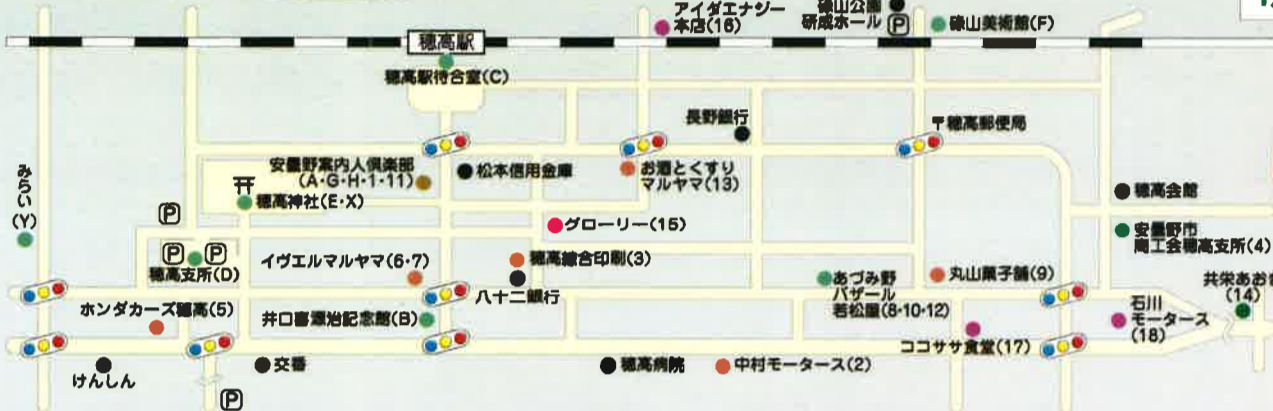 アイダエナジー
本店(16)
碌山公園
研成ホール
P
碌山美術館(F)
穂高駅
穂高駅待合室(C)
長野銀行
〒穂高郵便局
安曇野案内人倶楽部
(A・G・H・1・11)
松本信用金庫
お酒とくすり
マルヤマ(13)
みらい(Y)
穂高神社(E・X)
穂高会館
P
グローリー(15)
安曇野市
商工会穂高支所(4)
P
P
穂高支所(D)
イヴエルマルヤマ(6・7)
穂高綜合印刷(3)
八十二銀行
あづみ野
バザール
若松屋(8・10・12)
丸山菓子舗(9)
共栄あおき
(14)
ホンダカーズ穂高(5)
井口喜源治記念館(B)
石川
モータース
(18)
ココササ食堂(17)
けんしん
交番
穂高病院
中村モータース(2)
P